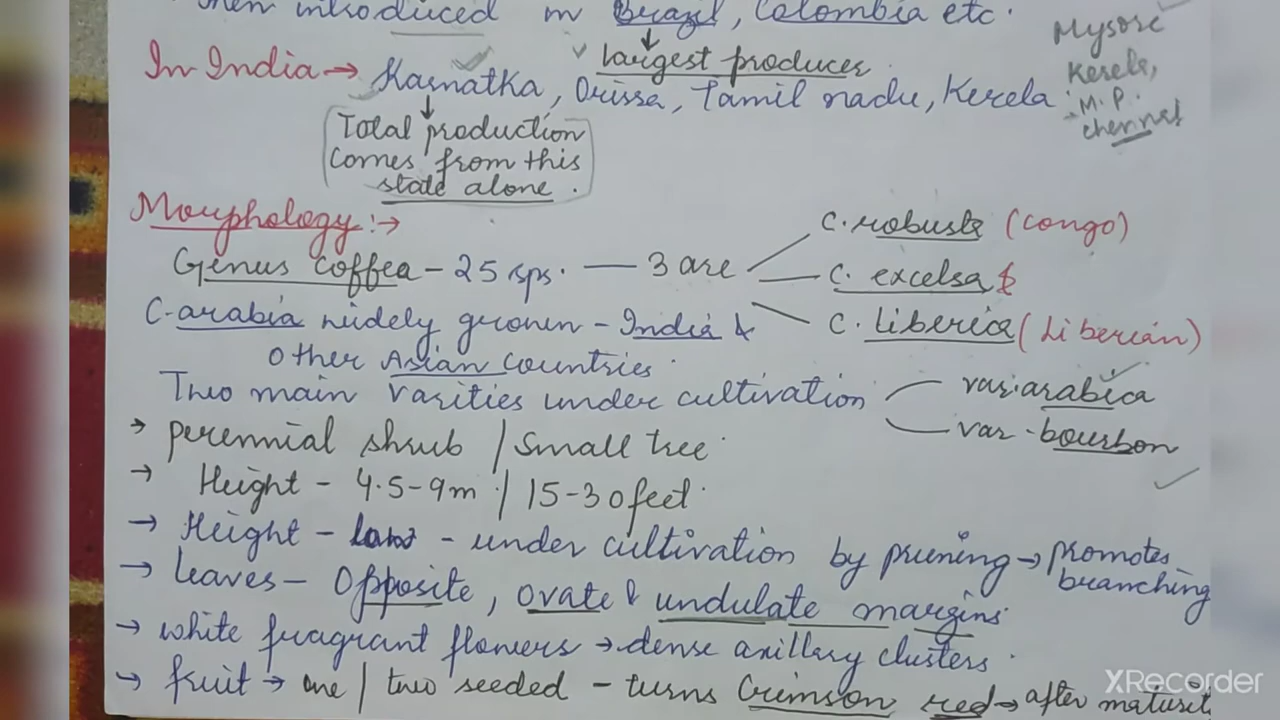 then introduced in Brazil, Colombia etc.
largest producer.
In India → Karnatka, Orissa, Tamil nadu, Kerela.
Mysore
Kerela,
M.P.
chennai
Total production
comes from this
state alone.
Morphology:→
Genus coffea - 25 sps. — 3 are
C. robusta (congo)
C. excelsa
C. Liberica (Liberian)
C. arabia widely grown - India &
other Asian countries.
Two main varities under cultivation
var. arabica
var. bourbon
→ perennial shrub / Small tree.
→ Height - 4.5-9m / 15-30 feet.
→ Height - low - under cultivation by pruning → promotes
branching
→ Leaves - Opposite, ovate & undulate margins
→ white fragrant flowers → dense axillary clusters.
→ fruit → one / two seeded - turns Crimson red → after maturit
XRecorder